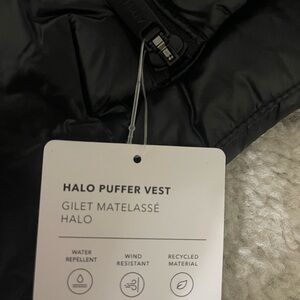 HALO PUFFER VEST
GILET MATELASSÉ
HALO
WATER REPELLENT
WIND RESISTANT
RECYCLED MATERIAL